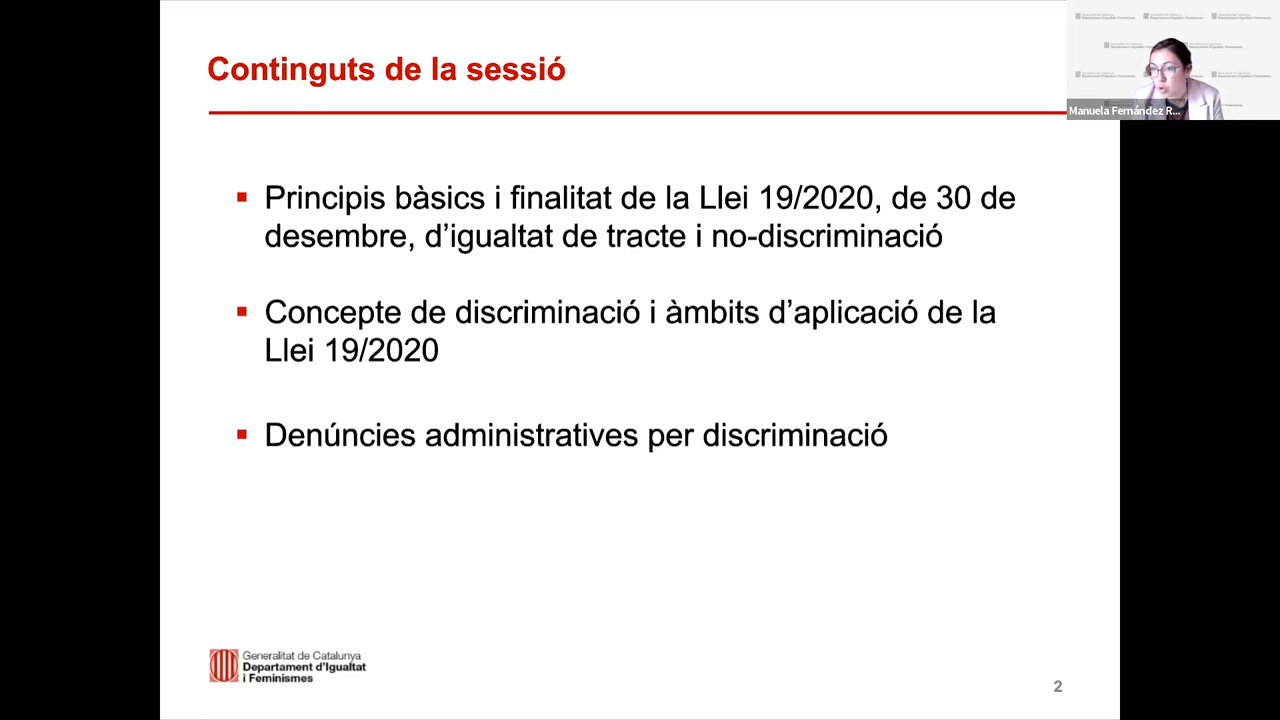 Continguts de la sessió
Manuela Fernández R...
Principis bàsics i finalitat de la Llei 19/2020, de 30 de
desembre, d’igualtat de tracte i no-discriminació
Concepte de discriminació i àmbits d’aplicació de la
Llei 19/2020
Denúncies administratives per discriminació
Generalitat de Catalunya
Departament d'Igualtat
i Feminismes
2